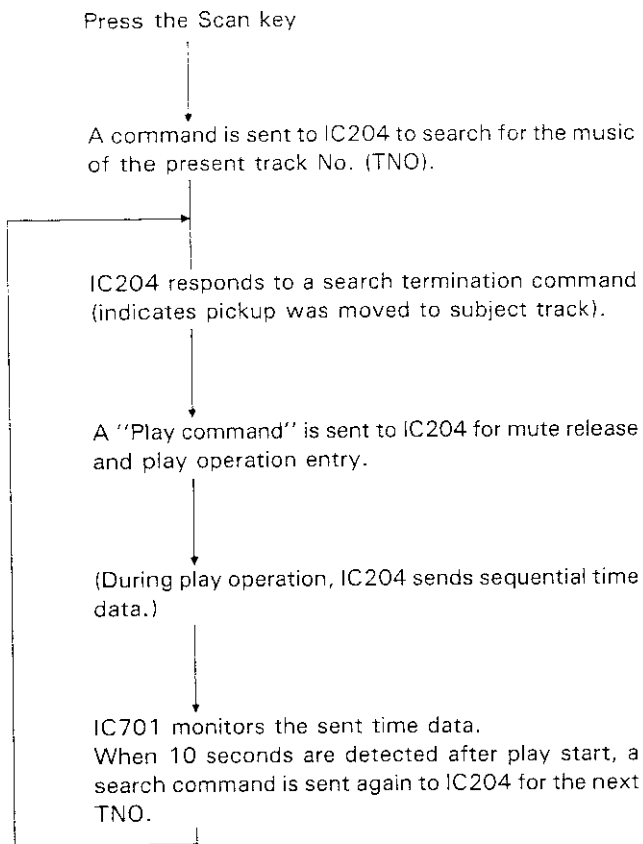 Press the Scan key
A command is sent to IC204 to search for the music
of the present track No. (TNO).
IC204 responds to a search termination command
(indicates pickup was moved to subject track).
A "Play command" is sent to IC204 for mute release
and play operation entry.
(During play operation, IC204 sends sequential time
data.)
IC701 monitors the sent time data.
When 10 seconds are detected after play start, a
search command is sent again to IC204 for the next
TNO.